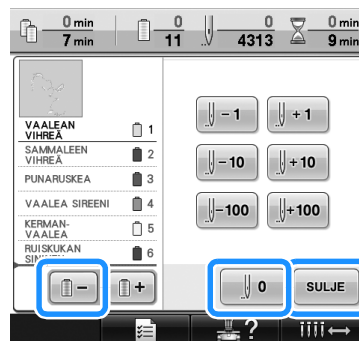 0 min 0 0 0 min
7 min 11 4313 9 min
VAALEAN
VIHREÄ 1
SAMMALEEN
VIHREÄ 2
PUNARUSKEA 3
VAALEA SIREENI 4
KERMAN-
VAALEA 5
RUISKUKAN 6
-1 +1
-10 +10
-100 +100
- + 0 SULJE
?